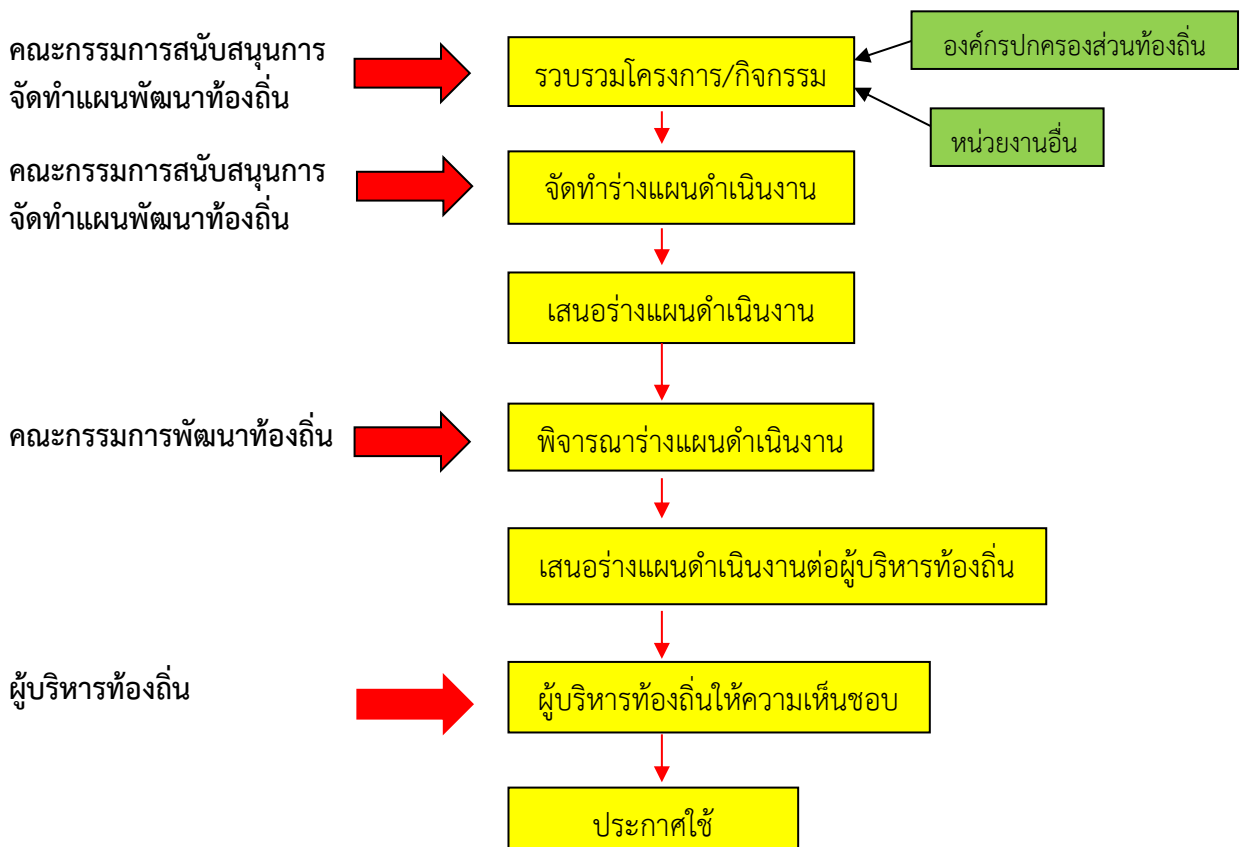 คณะกรรมการสนับสนุนการ
จัดทำแผนพัฒนาท้องถิ่น
รวบรวมโครงการ/กิจกรรม
องค์กรปกครองส่วนท้องถิ่น
หน่วยงานอื่น
คณะกรรมการสนับสนุนการ
จัดทำแผนพัฒนาท้องถิ่น
จัดทำร่างแผนดำเนินงาน
เสนอร่างแผนดำเนินงาน
คณะกรรมการพัฒนาท้องถิ่น
พิจารณาร่างแผนดำเนินงาน
เสนอร่างแผนดำเนินงานต่อผู้บริหารท้องถิ่น
ผู้บริหารท้องถิ่น
ผู้บริหารท้องถิ่นให้ความเห็นชอบ
ประกาศใช้